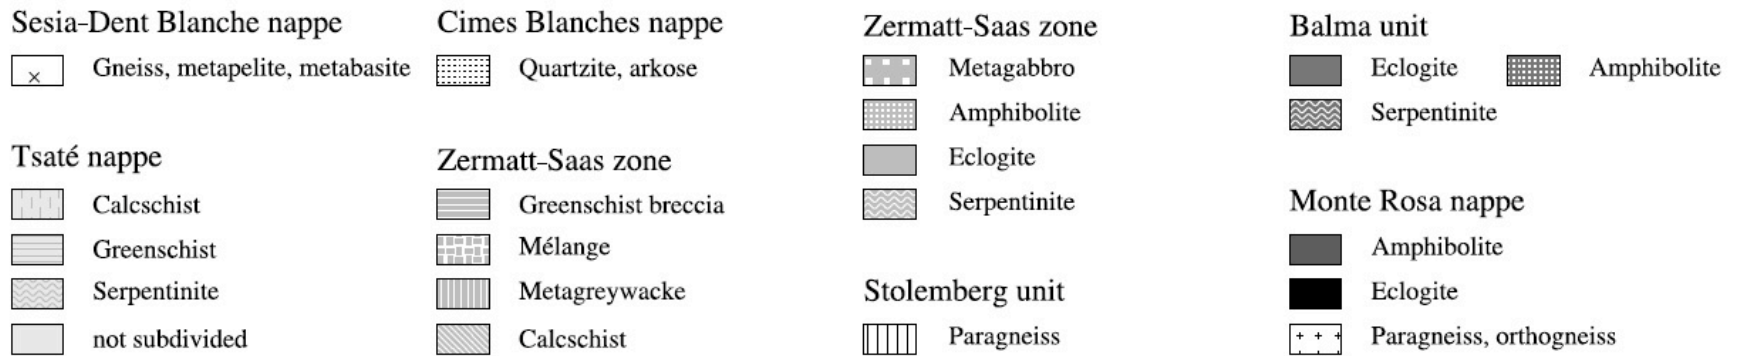 Sesia-Dent Blanche nappe
Gneiss, metapelite, metabasite
Tsaté nappe
Calcschist
Greenschist
Serpentinite
not subdivided
Cimes Blanches nappe
Quartzite, arkose
Zermatt-Saas zone
Greenschist breccia
Mélange
Metagreywacke
Calcschist
Zermatt-Saas zone
Metagabbro
Amphibolite
Eclogite
Serpentinite
Stolemberg unit
Paragneiss
Balma unit
Eclogite Amphibolite
Serpentinite
Monte Rosa nappe
Amphibolite
Eclogite
Paragneiss, orthogneiss